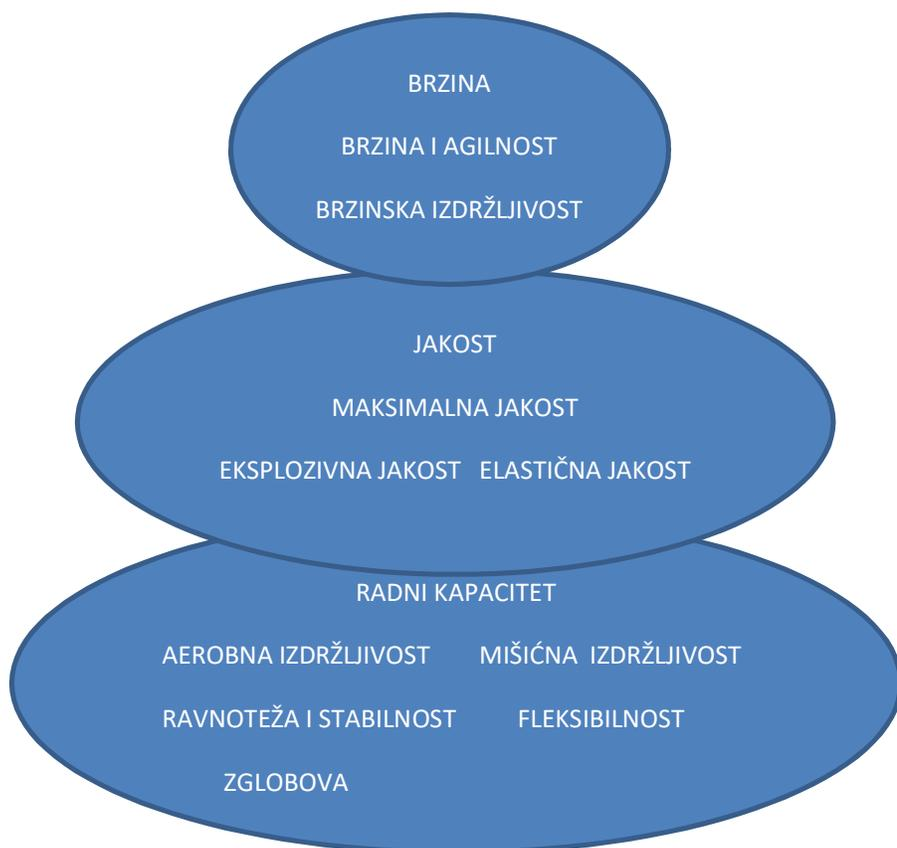 BRZINA
BRZINA I AGILNOST
BRZINSKA IZDRŽLJIVOST
JAKOST
MAKSIMALNA JAKOST
EKSPLOZIVNA JAKOST ELASTIČNA JAKOST
RADNI KAPACITET
AEROBNA IZDRŽLJIVOST MIŠIĆNA IZDRŽLJIVOST
RAVNOTEŽA I STABILNOST FLEKSIBILNOST
ZGLOBOVA